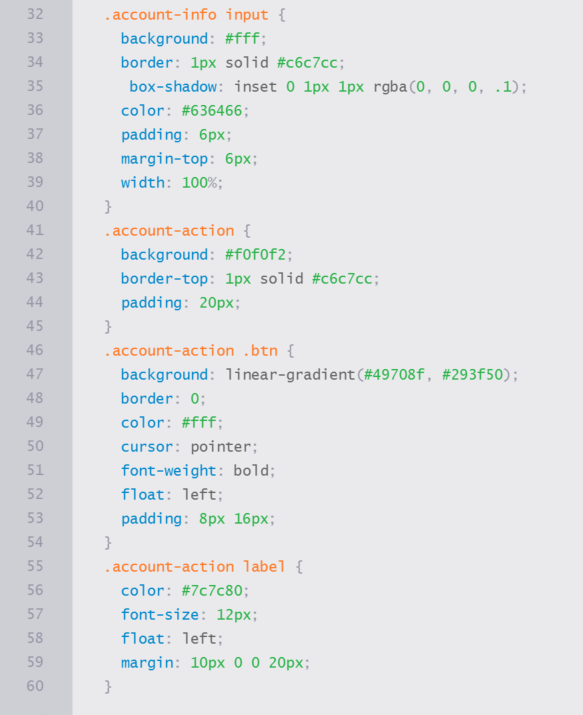 32 .account-info input {
33 background: #fff;
34 border: 1px solid #c6c7cc;
35 box-shadow: inset 0 1px 1px rgba(0, 0, 0, .1);
36 color: #636466;
37 padding: 6px;
38 margin-top: 6px;
39 width: 100%;
40 }
41 .account-action {
42 background: #f0f0f2;
43 border-top: 1px solid #c6c7cc;
44 padding: 20px;
45 }
46 .account-action .btn {
47 background: linear-gradient(#49708f, #293f50);
48 border: 0;
49 color: #fff;
50 cursor: pointer;
51 font-weight: bold;
52 float: left;
53 padding: 8px 16px;
54 }
55 .account-action label {
56 color: #7c7c80;
57 font-size: 12px;
58 float: left;
59 margin: 10px 0 0 20px;
60 }